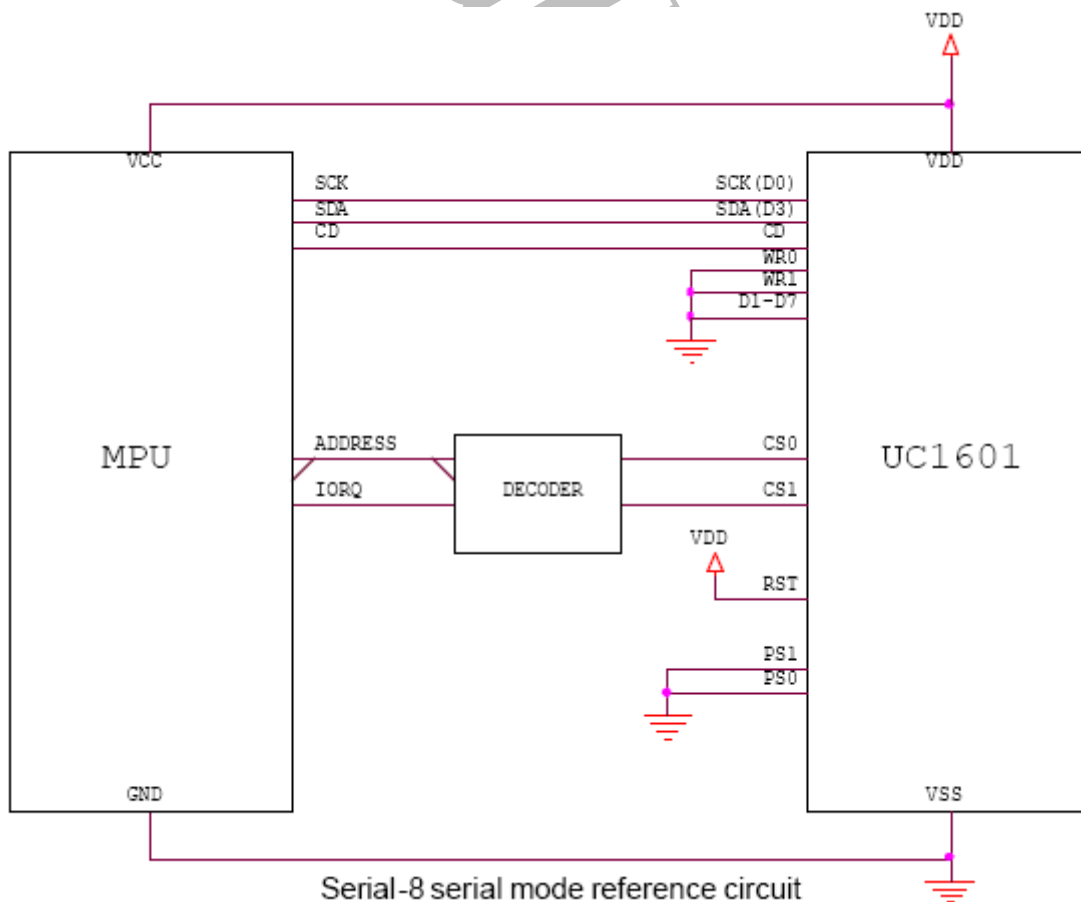 VDD
VCC
VDD
SCK
SCK(D0)
SDA
SDA(D3)
CD
CD
WR0
WR1
D1-D7
MPU
ADDRESS
DECODER
CS0
UC1601
IORQ
CS1
VDD
RST
PS1
PS0
GND
VSS
Serial-8 serial mode reference circuit